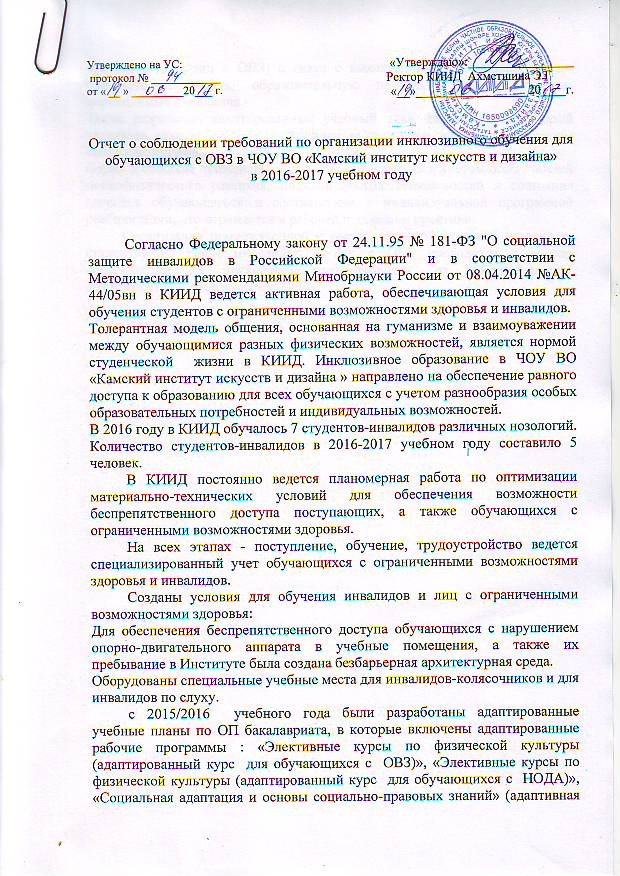 Утверждено на УС:
«Утверждаю»:
протокол № 94
Ректор КИИД Ахметшина Э.Г
от «19» 06 2017 г.
«19» 06 2017 г.
Отчет о соблюдении требований по организации инклюзивного обучения для
обучающихся с ОВЗ в ЧОУ ВО «Камский институт искусств и дизайна»
в 2016-2017 учебном году
Согласно Федеральному закону от 24.11.95 № 181-ФЗ "О социальной
защите инвалидов в Российской Федерации" и в соответствии с
Методическими рекомендациями Минобрнауки России от 08.04.2014 №АК-
44/05вн в КИИД ведется активная работа, обеспечивающая условия для
обучения студентов с ограниченными возможностями здоровья и инвалидов.
Толерантная модель общения, основанная на гуманизме и взаимоуважении
между обучающимися разных физических возможностей, является нормой
студенческой жизни в КИИД. Инклюзивное образование в ЧОУ ВО
«Камский институт искусств и дизайна » направлено на обеспечение равного
доступа к образованию для всех обучающихся с учетом разнообразия особых
образовательных потребностей и индивидуальных возможностей.
В 2016 году в КИИД обучалось 7 студентов-инвалидов различных нозологий.
Количество студентов-инвалидов в 2016-2017 учебном году составило 5
человек.
В КИИД постоянно ведется планомерная работа по оптимизации
материально-технических условий для обеспечения возможности
беспрепятственного доступа поступающих, а также обучающихся с
ограниченными возможностями здоровья.
На всех этапах - поступление, обучение, трудоустройство ведется
специализированный учет обучающихся с ограниченными возможностями
здоровья и инвалидов.
Созданы условия для обучения инвалидов и лиц с ограниченными
возможностями здоровья:
Для обеспечения беспрепятственного доступа обучающихся с нарушением
опорно-двигательного аппарата в учебные помещения, а также их
пребывание в Институте была создана безбарьерная архитектурная среда.
Оборудованы специальные учебные места для инвалидов-колясочников и для
инвалидов по слуху.
с 2015/2016 учебного года были разработаны адаптированные
учебные планы по ОП бакалавриата, в которые включены адаптированные
рабочие программы : «Элективные курсы по физической культуры
(адаптированный курс для обучающихся с ОВЗ)», «Элективные курсы по
физической культуры (адаптированный курс для обучающихся с НОДА)»,
«Социальная адаптация и основы социально-правовых знаний» (адаптивная